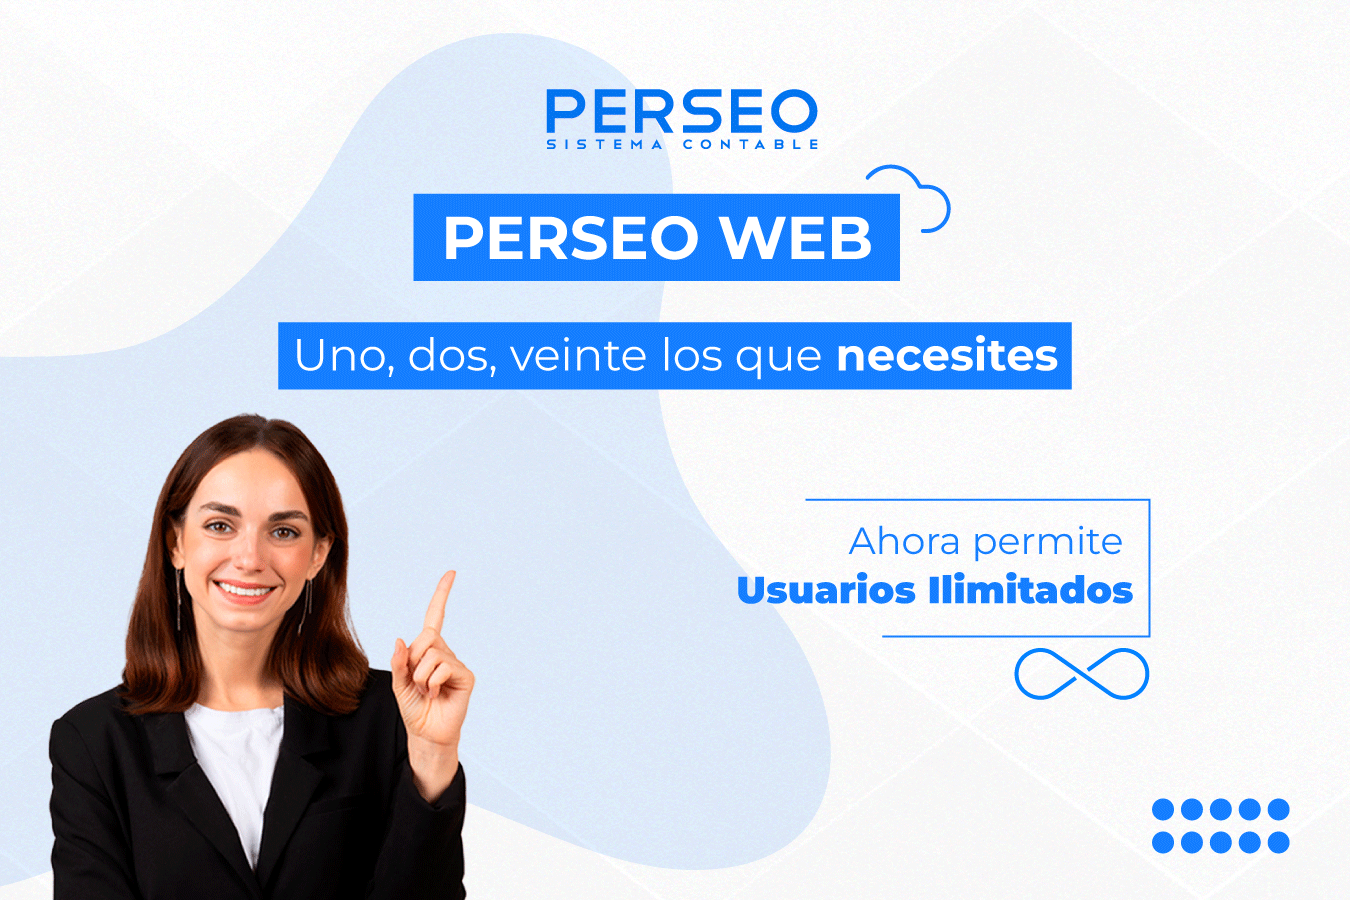 PERSEO
SISTEMA CONTABLE
PERSEO WEB
Uno, dos, veinte los que necesites
Ahora permite
Usuarios Ilimitados